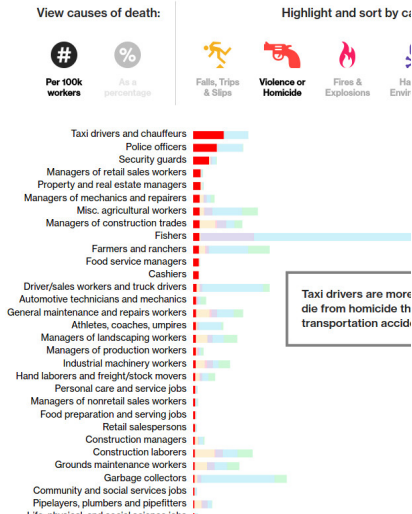 View causes of death:
Highlight and sort by
#
%
Per 100k
workers
As a
percentage
Falls, Trips
& Slips
Violence or
Homicide
Fires &
Explosions
Taxi drivers and chauffeurs
Police officers
Security guards
Managers of retail sales workers
Property and real estate managers
Managers of mechanics and repairers
Misc. agricultural workers
Managers of construction trades
Fishers
Farmers and ranchers
Food service managers
Cashiers
Driver/sales workers and truck drivers
Automotive technicians and mechanics
General maintenance and repairs workers
Athletes, coaches, umpires
Managers of landscaping workers
Managers of production workers
Industrial machinery workers
Hand laborers and freight/stock movers
Personal care and service jobs
Managers of nonretail sales workers
Food preparation and serving jobs
Retail salespersons
Construction managers
Construction laborers
Grounds maintenance workers
Garbage collectors
Community and social services jobs
Pipelayers, plumbers and pipefitters
Life, physical, and social science jobs
Taxi drivers are more
die from homicide
transportation